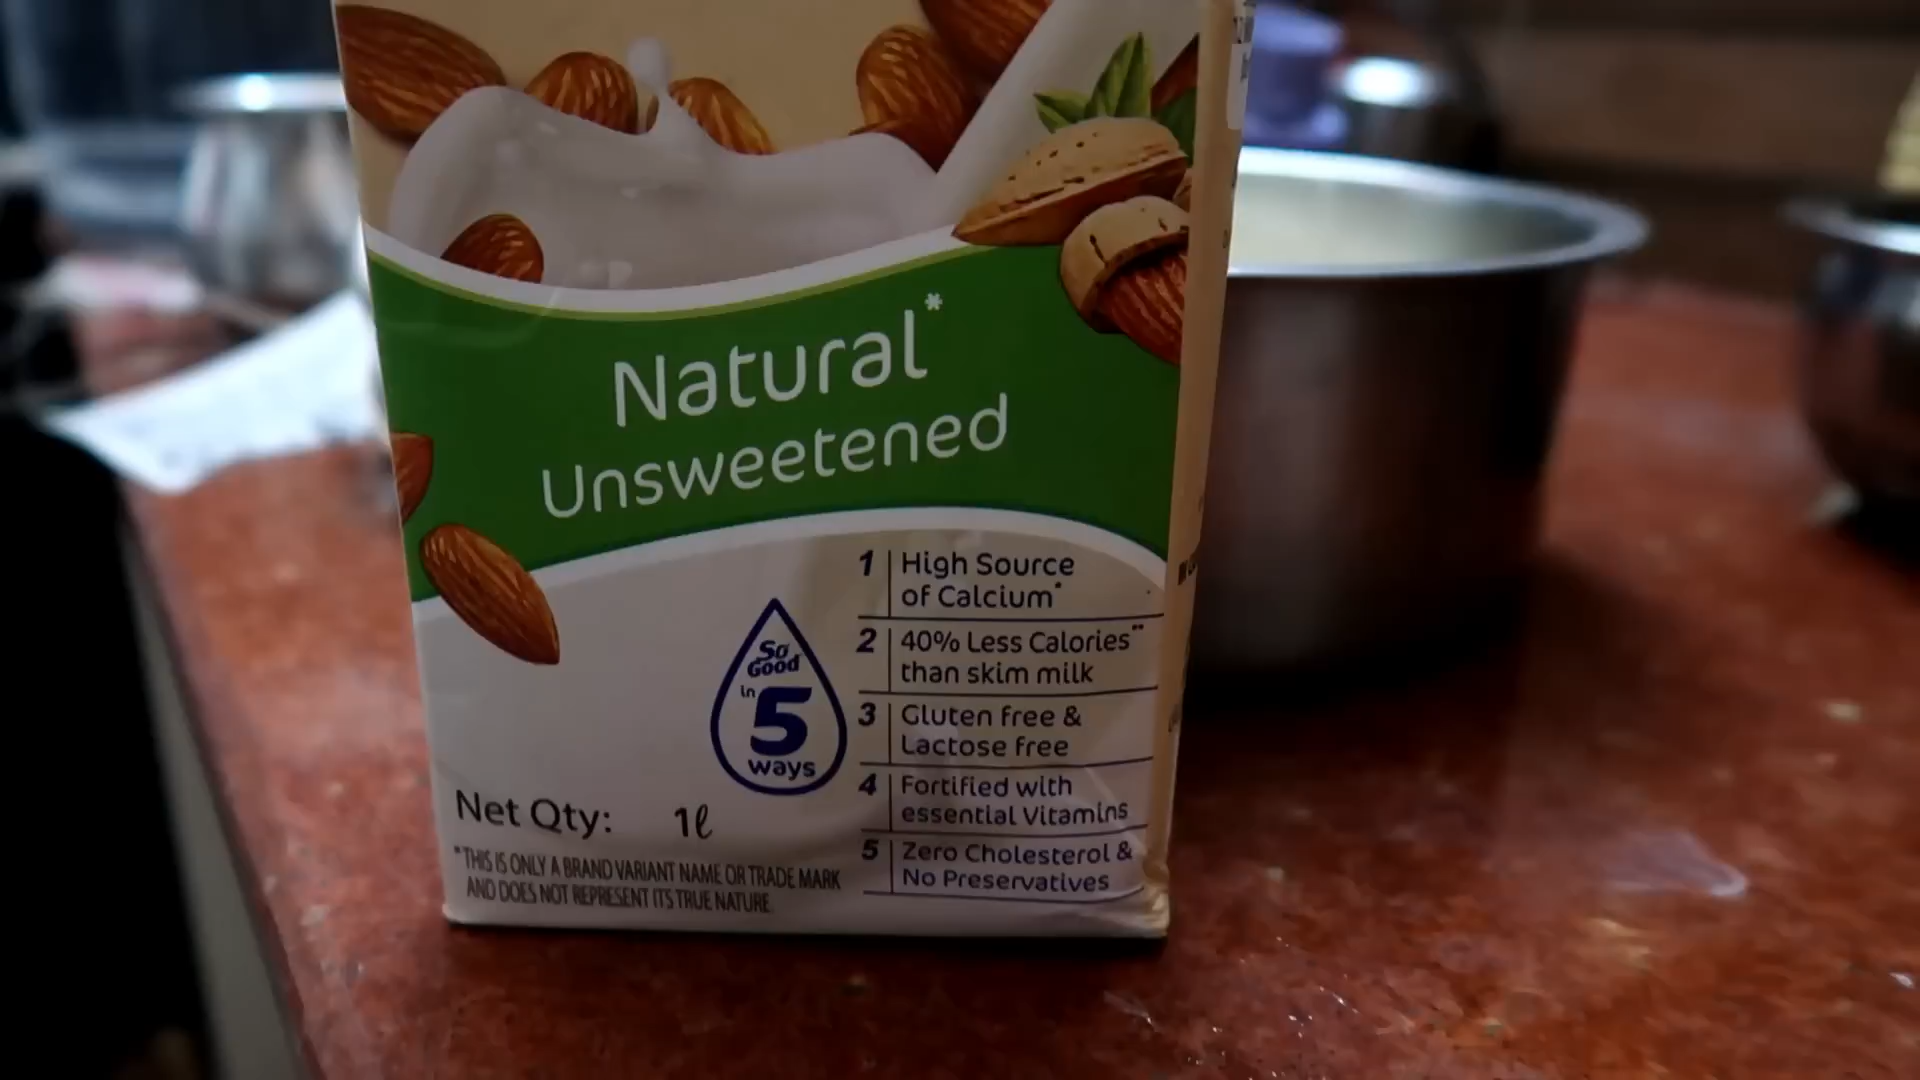 Natural*
Unsweetened
1 High Source
of Calcium*
2 40% Less Calories**
than skim milk
3 Gluten free &
Lactose free
4 Fortified with
essential Vitamins
5 Zero Cholesterol &
No Preservatives
So
Good
in
5
ways
Net Qty: 1ℓ
*THIS IS ONLY A BRAND VARIANT NAME OR TRADE MARK
AND DOES NOT REPRESENT ITS TRUE NATURE.